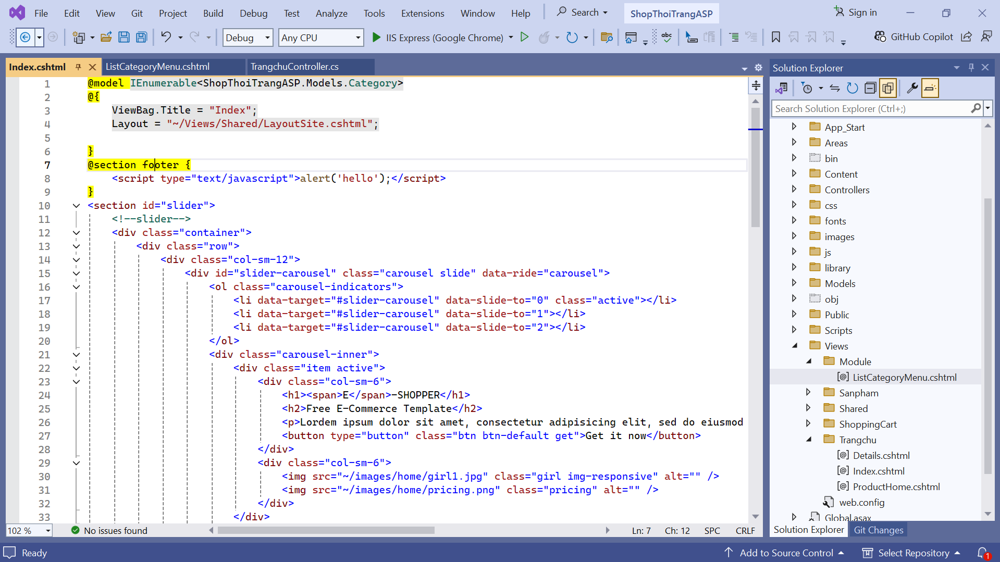 File Edit View Git Project Build Debug Test Analyze Tools Extensions Window Help Search ShopThoiTrangASP Sign in
Debug Any CPU IIS Express (Google Chrome) abc GitHub Copilot
Index.cshtml ListCategoryMenu.cshtml TrangchuController.cs
1 @model IEnumerable<ShopThoiTrangASP.Models.Category>
2 @{
3 ViewBag.Title = "Index";
4 Layout = "~/Views/Shared/LayoutSite.cshtml";
5
6 }
7 @section footer {
8 <script type="text/javascript">alert('hello');</script>
9 }
10 <section id="slider">
11 <!--slider-->
12 <div class="container">
13 <div class="row">
14 <div class="col-sm-12">
15 <div id="slider-carousel" class="carousel slide" data-ride="carousel">
16 <ol class="carousel-indicators">
17 <li data-target="#slider-carousel" data-slide-to="0" class="active"></li>
18 <li data-target="#slider-carousel" data-slide-to="1"></li>
19 <li data-target="#slider-carousel" data-slide-to="2"></li>
20 </ol>
21 <div class="carousel-inner">
22 <div class="item active">
23 <div class="col-sm-6">
24 <h1><span>E</span>-SHOPPER</h1>
25 <h2>Free E-Commerce Template</h2>
26 <p>Lordem ipsum dolor sit amet, consectetur adipisicing elit, sed do eiusmod
27 <button type="button" class="btn btn-default get">Get it now</button>
28 </div>
29 <div class="col-sm-6">
30 <img src="~/images/home/girl1.jpg" class="girl img-responsive" alt="" />
31 <img src="~/images/home/pricing.png" class="pricing" alt="" />
32 </div>
33 </div>
102 % No issues found Ln: 7 Ch: 12 SPC CRLF
Solution Explorer
Search Solution Explorer (Ctrl+;)
App_Start
Areas
bin
Content
Controllers
css
fonts
images
js
library
Models
obj
Public
Scripts
Views
Module
[@] ListCategoryMenu.cshtml
Sanpham
Shared
ShoppingCart
Trangchu
[@] Details.cshtml
[@] Index.cshtml
[@] ProductHome.cshtml
web.config
Global.asax
Solution Explorer Git Changes
Ready Add to Source Control Select Repository 1